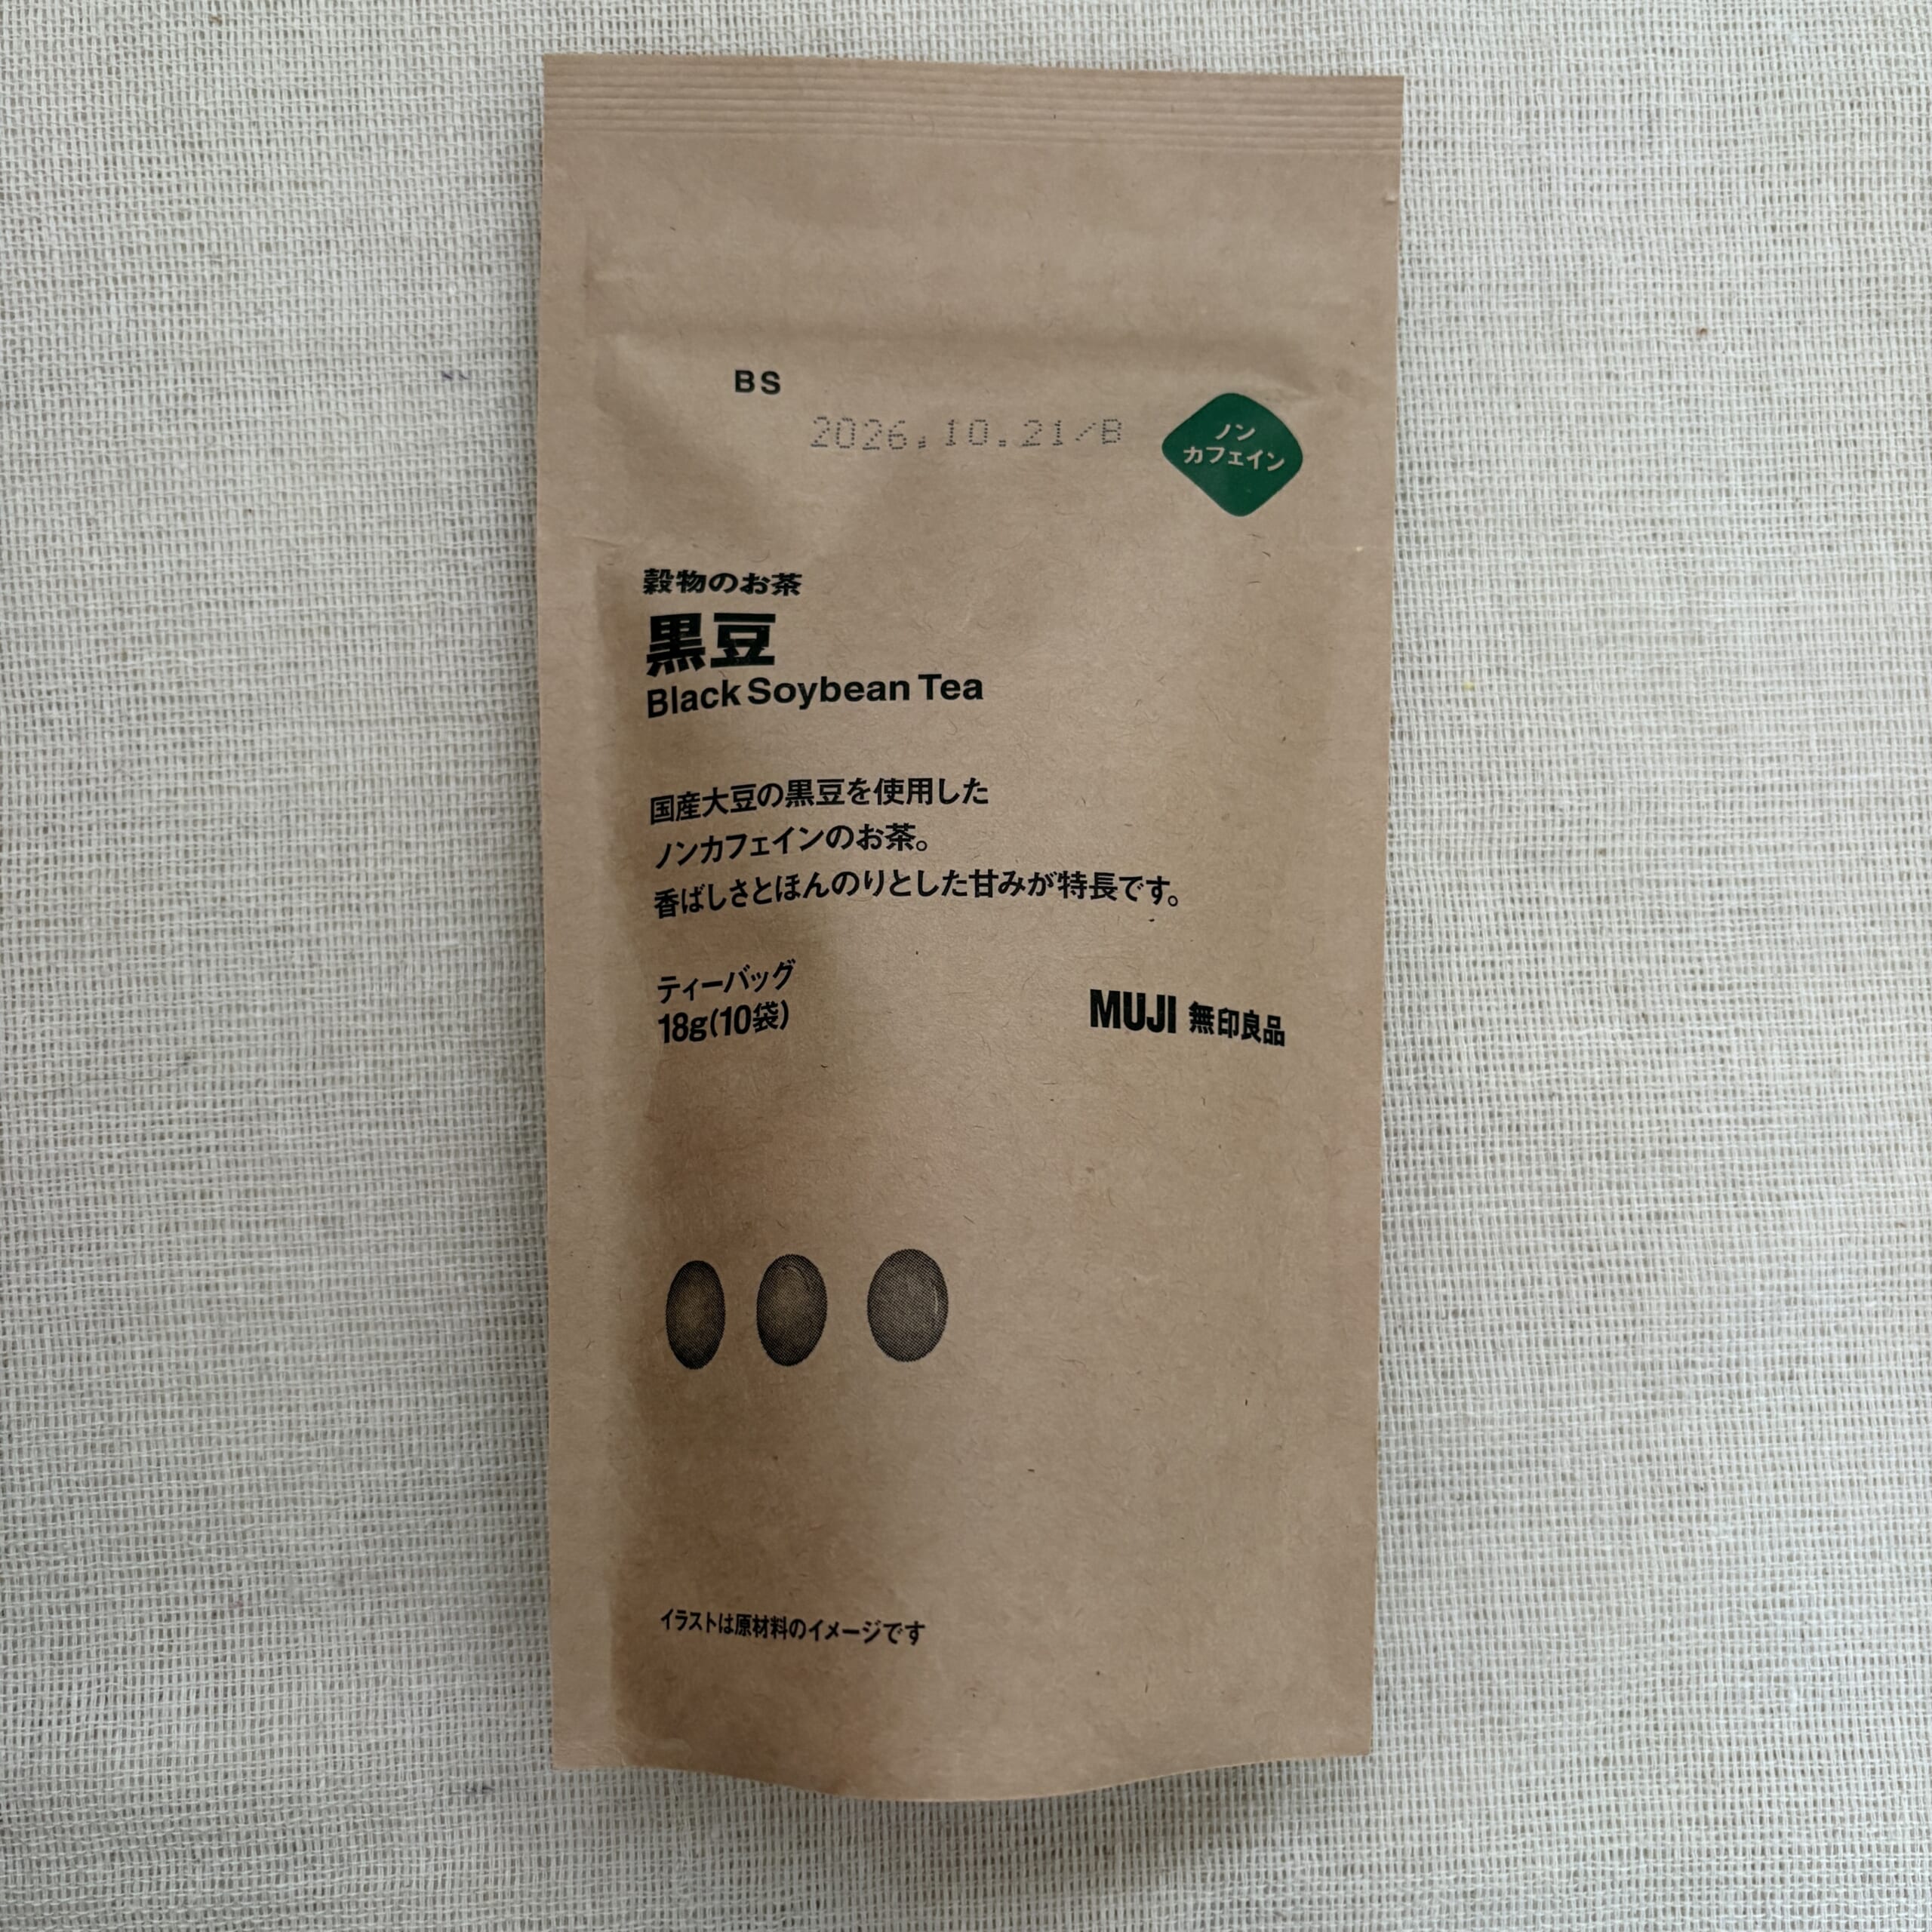 BS
2026.10.21/B
ノン
カフェイン
穀物のお茶
黒豆
Black Soybean Tea
国産大豆の黒豆を使用した
ノンカフェインのお茶。
香ばしさとほんのりとした甘みが特長です。
ティーバッグ
18g(10袋)
MUJI 無印良品
イラストは原材料のイメージです